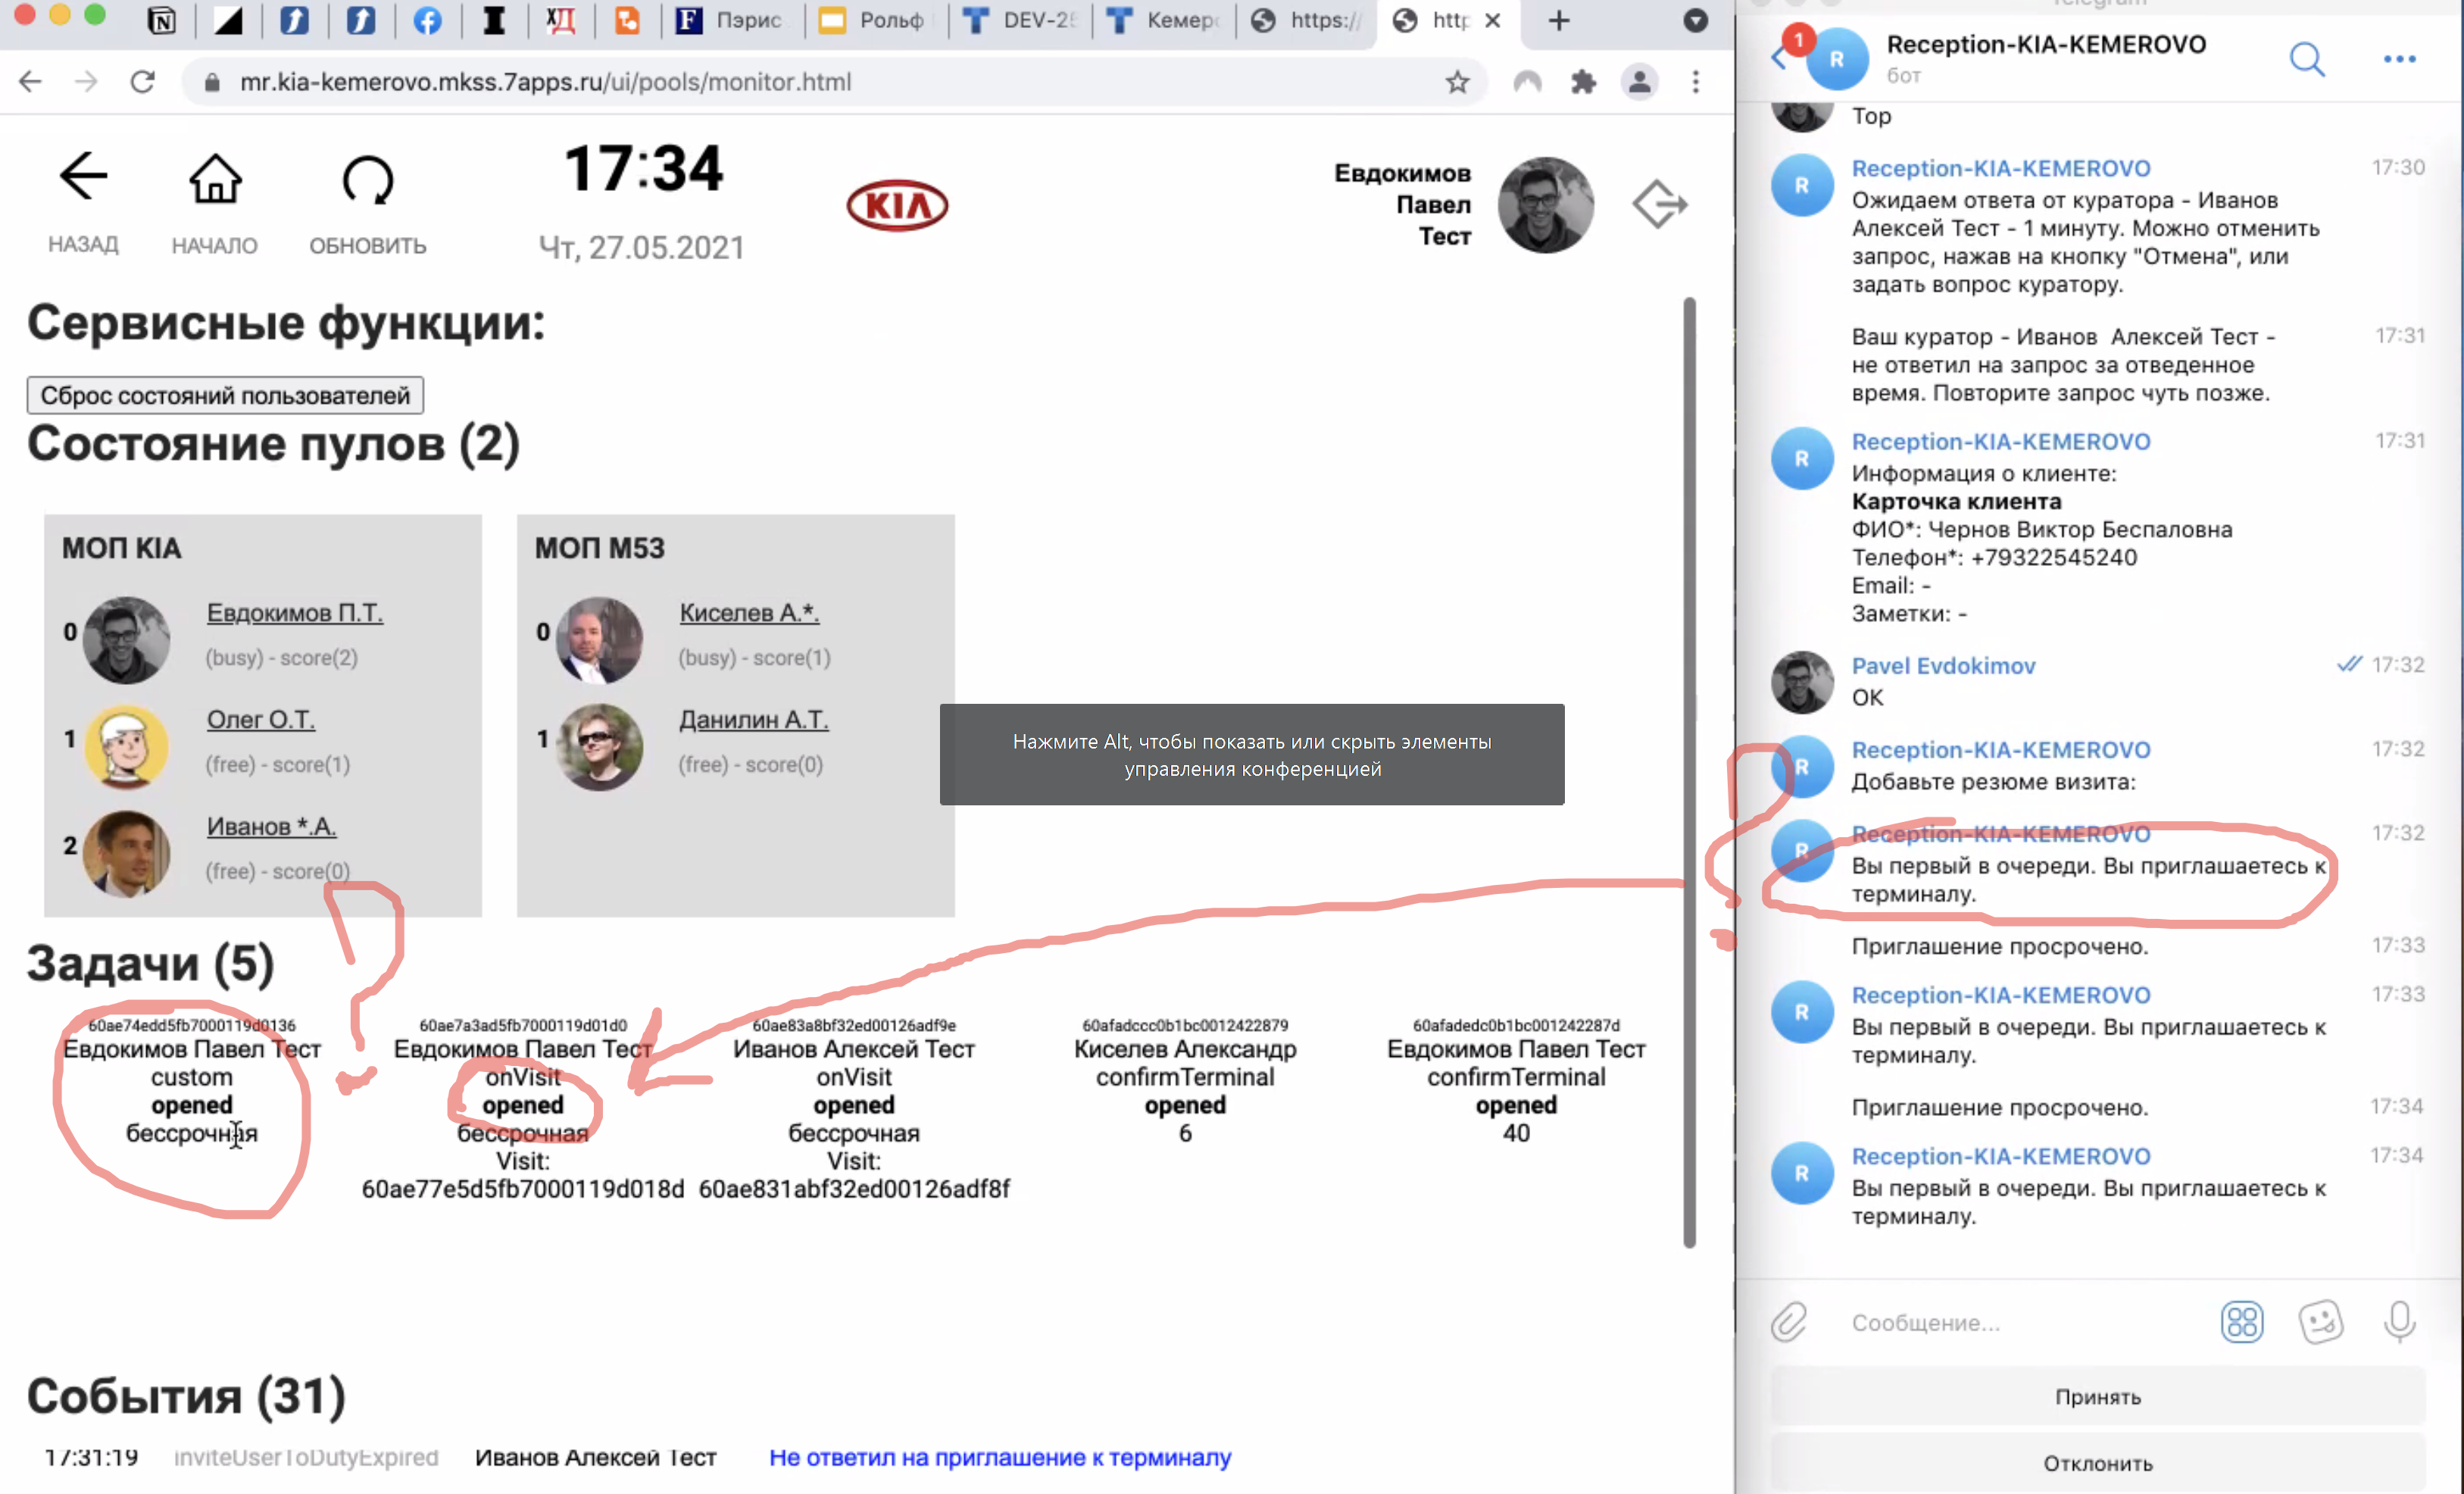 Пэрис
Рольф
DEV-25
Кемеро
https://
http
mr.kia-kemerovo.mkss.7apps.ru/ui/pools/monitor.html
НАЗАД
НАЧАЛО
ОБНОВИТЬ
17:34
Чт, 27.05.2021
KIA
Евдокимов
Павел
Тест
Сервисные функции:
Сброс состояний пользователей
Состояние пулов (2)
МОП KIA
0
Евдокимов П.Т.
(busy) - score(2)
1
Олег О.Т.
(free) - score(1)
2
Иванов *.А.
(free) - score(0)
МОП М53
0
Киселев А.*.
(busy) - score(1)
1
Данилин А.Т.
(free) - score(0)
Нажмите Alt, чтобы показать или скрыть элементы
управления конференцией
Задачи (5)
60ae74edd5fb7000119d0136
Евдокимов Павел Тест
custom
opened
бессрочная
60ae7a3ad5fb7000119d01d0
Евдокимов Павел Тест
onVisit
opened
бессрочная
Visit:
60ae77e5d5fb7000119d018d
60ae83a8bf32ed00126adf9e
Иванов Алексей Тест
onVisit
opened
бессрочная
Visit:
60ae831abf32ed00126adf8f
60afadccc0b1bc0012422879
Киселев Александр
confirmTerminal
opened
6
60afadedc0b1bc001242287d
Евдокимов Павел Тест
confirmTerminal
opened
40
События (31)
17:31:19 inviteUserToDutyExpired Иванов Алексей Тест Не ответил на приглашение к терминалу
Telegram
1
R
Reception-KIA-KEMEROVO
бот
Top
R
Reception-KIA-KEMEROVO 17:30
Ожидаем ответа от куратора - Иванов
Алексей Тест - 1 минуту. Можно отменить
запрос, нажав на кнопку "Отмена", или
задать вопрос куратору.
Ваш куратор - Иванов Алексей Тест - 17:31
не ответил на запрос за отведенное
время. Повторите запрос чуть позже.
R
Reception-KIA-KEMEROVO 17:31
Информация о клиенте:
Карточка клиента
ФИО*: Чернов Виктор Беспаловна
Телефон*: +79322545240
Email: -
Заметки: -
Pavel Evdokimov 17:32
OK
R
Reception-KIA-KEMEROVO 17:32
Добавьте резюме визита:
R
Reception-KIA-KEMEROVO 17:32
Вы первый в очереди. Вы приглашаетесь к
терминалу.
Приглашение просрочено. 17:33
R
Reception-KIA-KEMEROVO 17:33
Вы первый в очереди. Вы приглашаетесь к
терминалу.
Приглашение просрочено. 17:34
R
Reception-KIA-KEMEROVO 17:34
Вы первый в очереди. Вы приглашаетесь к
терминалу.
Сообщение...
Принять
Отклонить